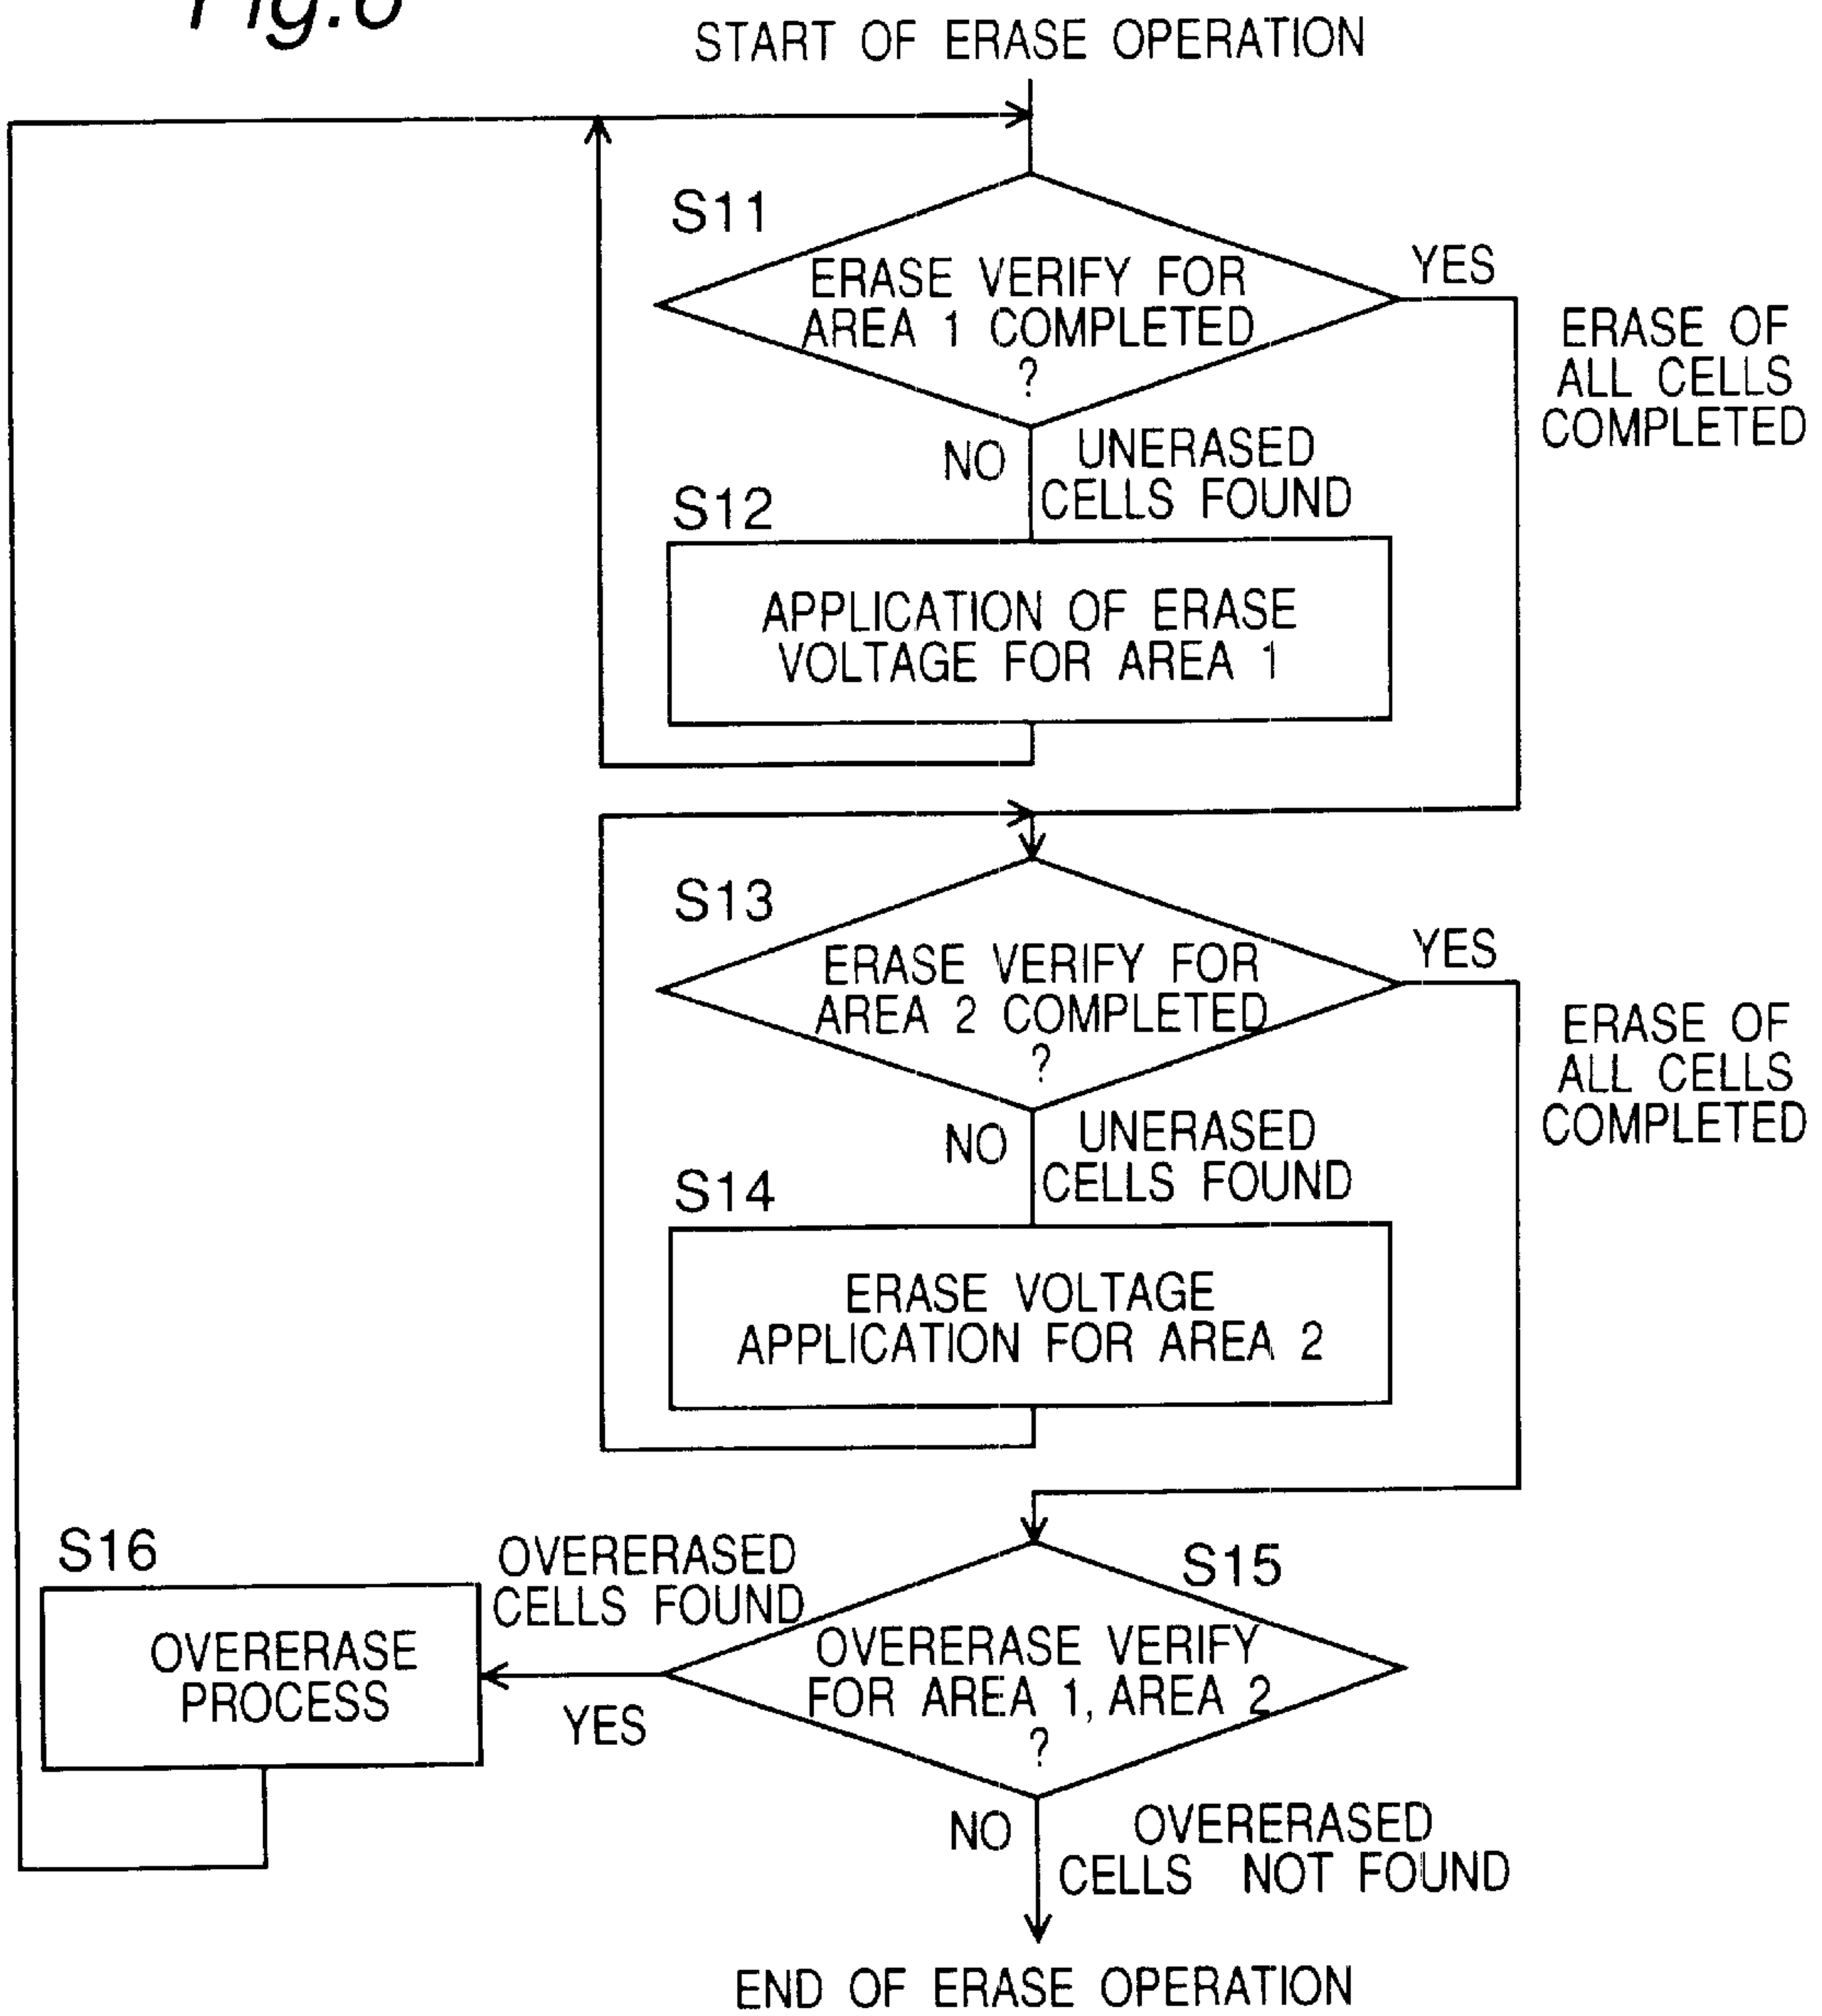 START OF ERASE OPERATION
S11
ERASE VERIFY FOR
AREA 1 COMPLETED
?
YES
ERASE OF
ALL CELLS
COMPLETED
NO
UNERASED
CELLS FOUND
S12
APPLICATION OF ERASE
VOLTAGE FOR AREA 1
S13
ERASE VERIFY FOR
AREA 2 COMPLETED
?
YES
ERASE OF
ALL CELLS
COMPLETED
NO
UNERASED
CELLS FOUND
S14
ERASE VOLTAGE
APPLICATION FOR AREA 2
S15
OVERERASE VERIFY
FOR AREA 1, AREA 2
?
OVERERASED
CELLS FOUND
YES
S16
OVERERASE
PROCESS
NO
OVERERASED
CELLS NOT FOUND
END OF ERASE OPERATION